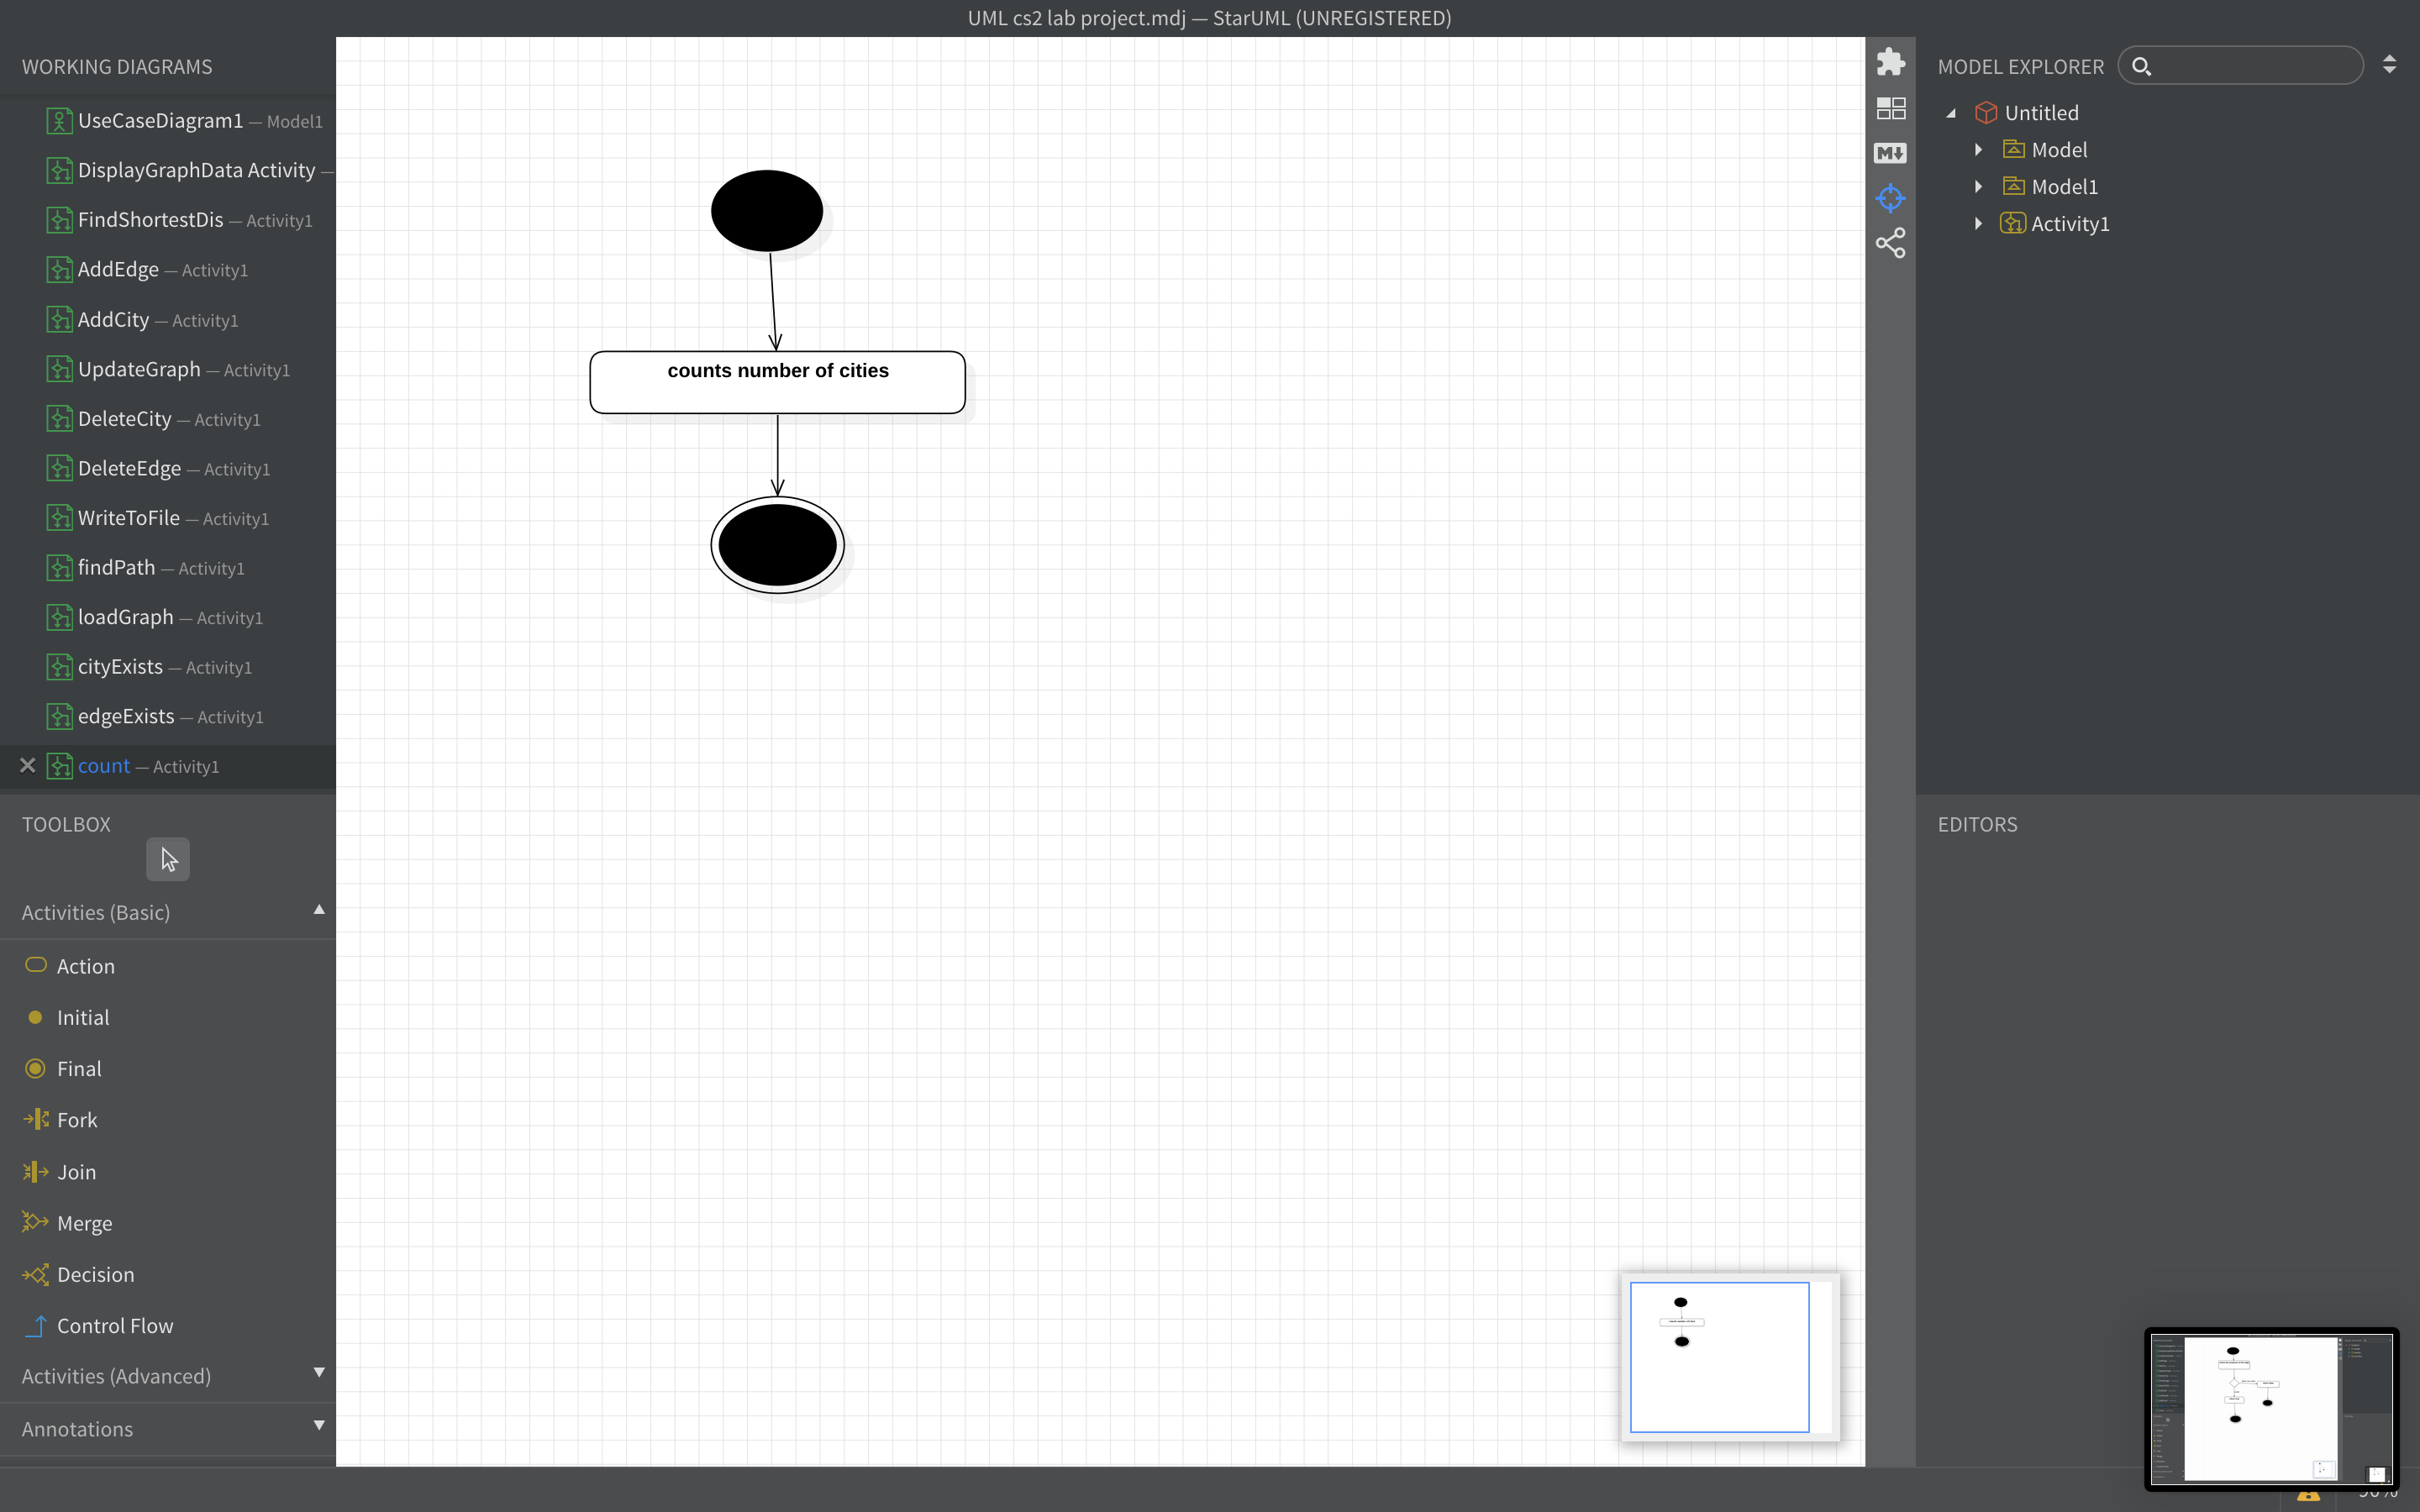 UML cs2 lab project.mdj — StarUML (UNREGISTERED)
WORKING DIAGRAMS
UseCaseDiagram1 — Model1
DisplayGraphData Activity —
FindShortestDis — Activity1
AddEdge — Activity1
AddCity — Activity1
UpdateGraph — Activity1
DeleteCity — Activity1
DeleteEdge — Activity1
WriteToFile — Activity1
findPath — Activity1
loadGraph — Activity1
cityExists — Activity1
edgeExists — Activity1
count — Activity1
TOOLBOX
Activities (Basic)
Action
Initial
Final
Fork
Join
Merge
Decision
Control Flow
Activities (Advanced)
Annotations
counts number of cities
M
MODEL EXPLORER
Untitled
Model
Model1
Activity1
EDITORS